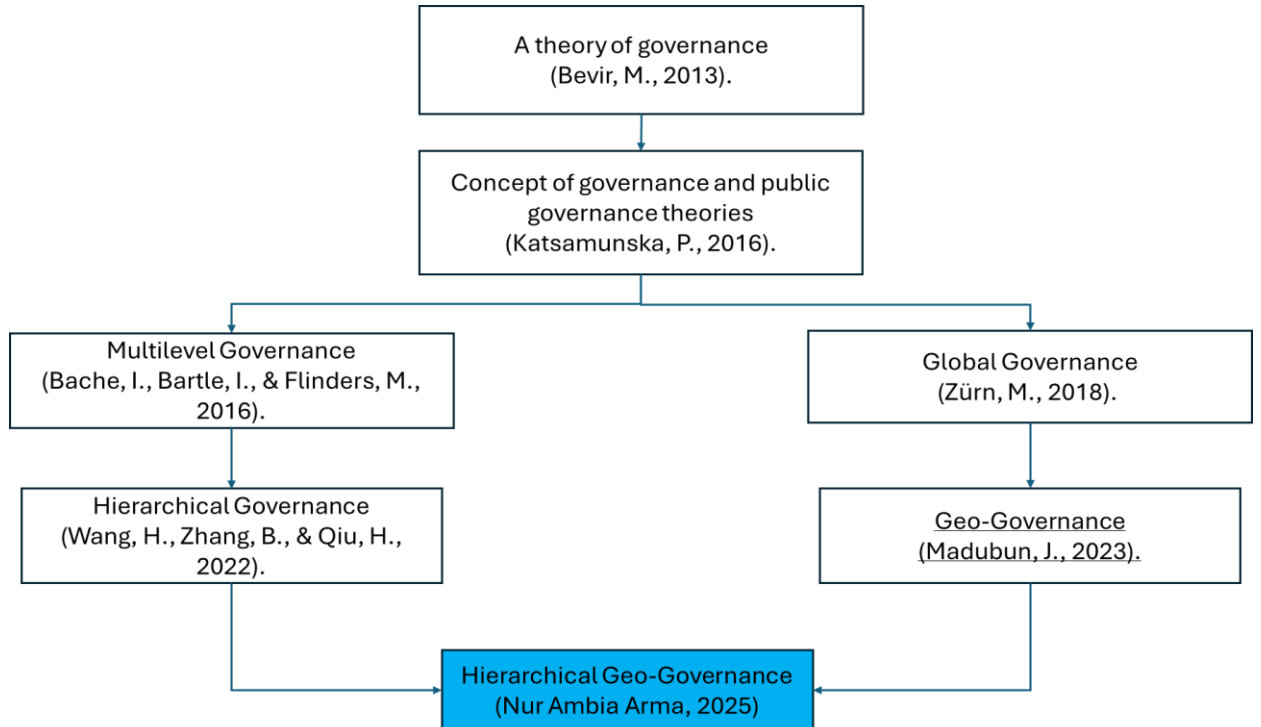 A theory of governance
(Bevir, M., 2013).
Concept of governance and public
governance theories
(Katsamunska, P., 2016).
Multilevel Governance
(Bache, I., Bartle, I., & Flinders, M.,
2016).
Global Governance
(Zürn, M., 2018).
Hierarchical Governance
(Wang, H., Zhang, B., & Qiu, H.,
2022).
Geo-Governance
(Madubun, J., 2023).
Hierarchical Geo-Governance
(Nur Ambia Arma, 2025)